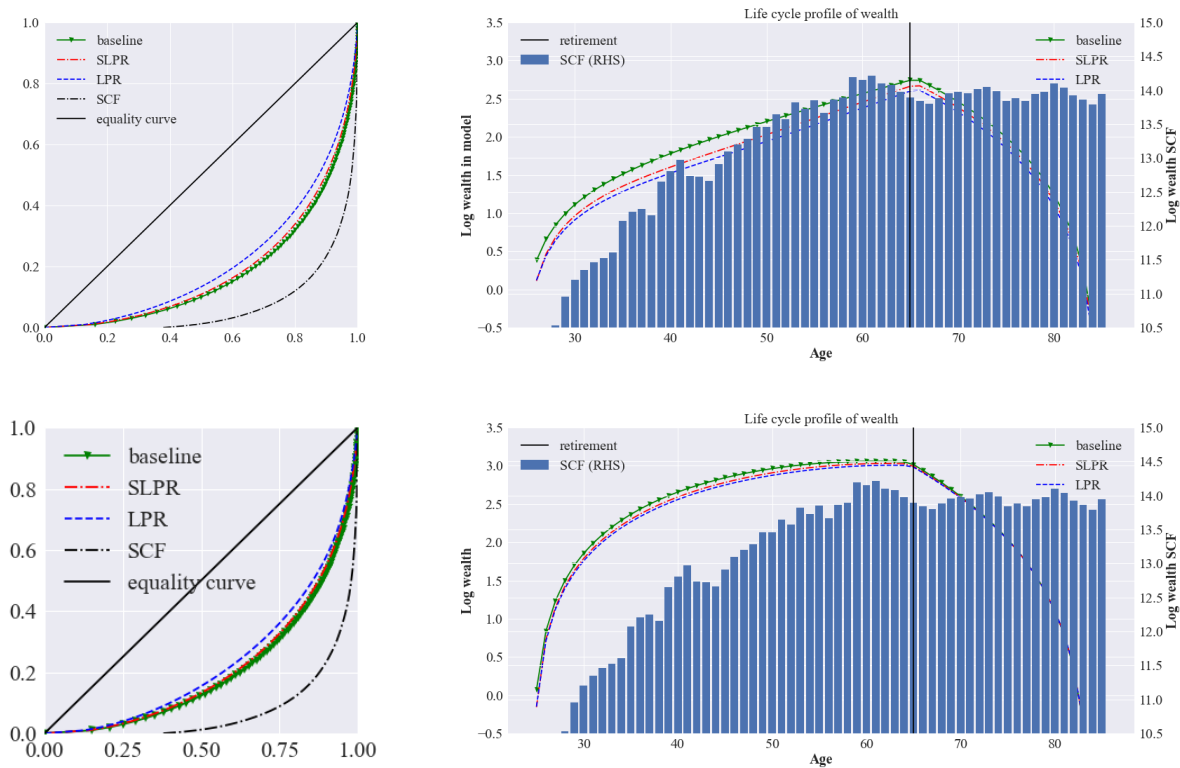 1.0
0.8
0.6
0.4
0.2
0.0
0.0 0.2 0.4 0.6 0.8 1.0
baseline
SLPR
LPR
SCF
equality curve
Life cycle profile of wealth
Log wealth in model
3.5
3.0
2.5
2.0
1.5
1.0
0.5
0.0
−0.5
retirement
SCF (RHS)
baseline
SLPR
LPR
15.0
14.5
14.0
13.5
13.0
12.5
12.0
11.5
11.0
10.5
Log wealth SCF
30 40 50 60 70 80
Age
1.0
0.8
0.6
0.4
0.2
0.0
0.00 0.25 0.50 0.75 1.00
baseline
SLPR
LPR
SCF
equality curve
Life cycle profile of wealth
Log wealth
3.5
3.0
2.5
2.0
1.5
1.0
0.5
0.0
−0.5
retirement
SCF (RHS)
baseline
SLPR
LPR
15.0
14.5
14.0
13.5
13.0
12.5
12.0
11.5
11.0
10.5
Log wealth SCF
30 40 50 60 70 80
Age